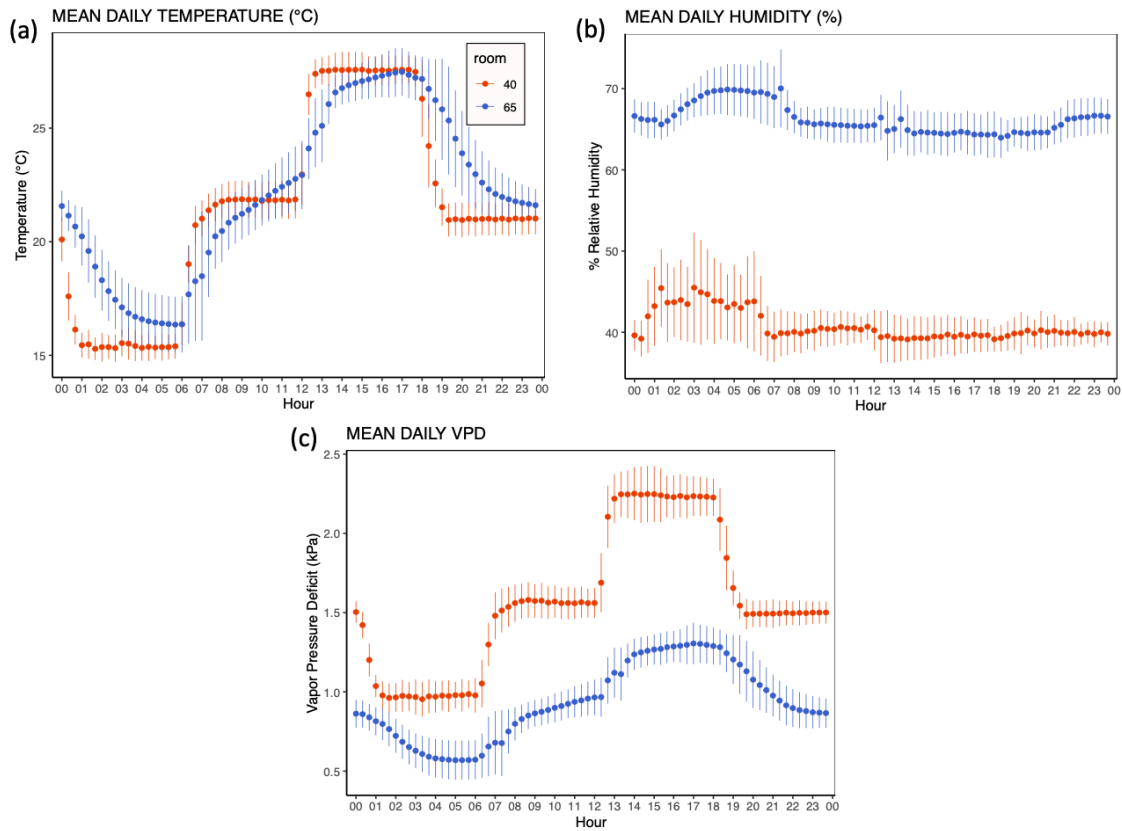 (a) MEAN DAILY TEMPERATURE (°C)
room
40
65
25
20
15
Temperature (°C)
00 01 02 03 04 05 06 07 08 09 10 11 12 13 14 15 16 17 18 19 20 21 22 23 00
Hour
(b) MEAN DAILY HUMIDITY (%)
70
60
50
40
% Relative Humidity
00 01 02 03 04 05 06 07 08 09 10 11 12 13 14 15 16 17 18 19 20 21 22 23 00
Hour
(c) MEAN DAILY VPD
2.5
2.0
1.5
1.0
0.5
Vapor Pressure Deficit (kPa)
00 01 02 03 04 05 06 07 08 09 10 11 12 13 14 15 16 17 18 19 20 21 22 23 00
Hour